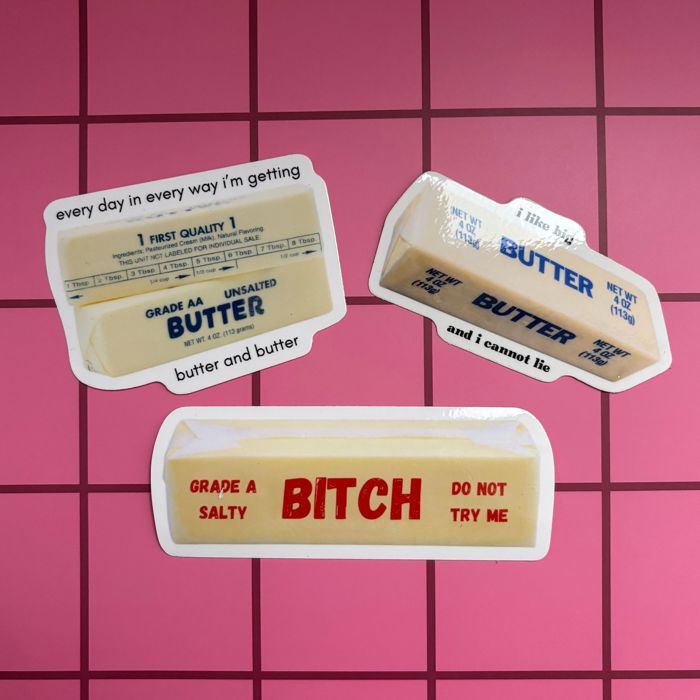 every day in every way i'm getting
1 FIRST QUALITY 1
Ingredients: Pasteurized Cream (Milk), Natural Flavoring.
THIS UNIT NOT LABELED FOR INDIVIDUAL SALE
1 Tbsp. 2 Tbsp. 3 Tbsp. 4 Tbsp. 5 Tbsp. 6 Tbsp. 7 Tbsp. 8 Tbsp.
1/4 cup 1/3 cup 1/2 cup
GRADE AA UNSALTED
BUTTER
NET WT. 4 OZ. (113 grams)
butter and butter
i like big
NET WT
4 OZ
(113g)
BUTTER
NET WT
4 OZ
(113g)
NET WT
4 OZ
(113g)
BUTTER
NET WT
4 OZ
(113g)
and i cannot lie
GRADE A
SALTY
BITCH
DO NOT
TRY ME